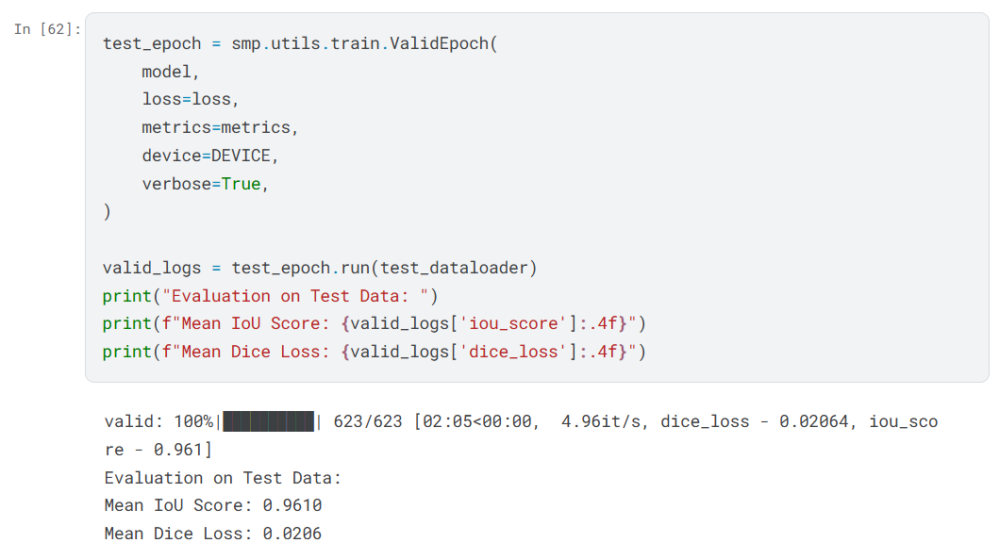 In [62]:
test_epoch = smp.utils.train.ValidEpoch(
    model,
    loss=loss,
    metrics=metrics,
    device=DEVICE,
    verbose=True,
)

valid_logs = test_epoch.run(test_dataloader)
print("Evaluation on Test Data: ")
print(f"Mean IoU Score: {valid_logs['iou_score']:.4f}")
print(f"Mean Dice Loss: {valid_logs['dice_loss']:.4f}")
valid: 100%|██████████| 623/623 [02:05<00:00,  4.96it/s, dice_loss - 0.02064, iou_sco
re - 0.961]
Evaluation on Test Data:
Mean IoU Score: 0.9610
Mean Dice Loss: 0.0206